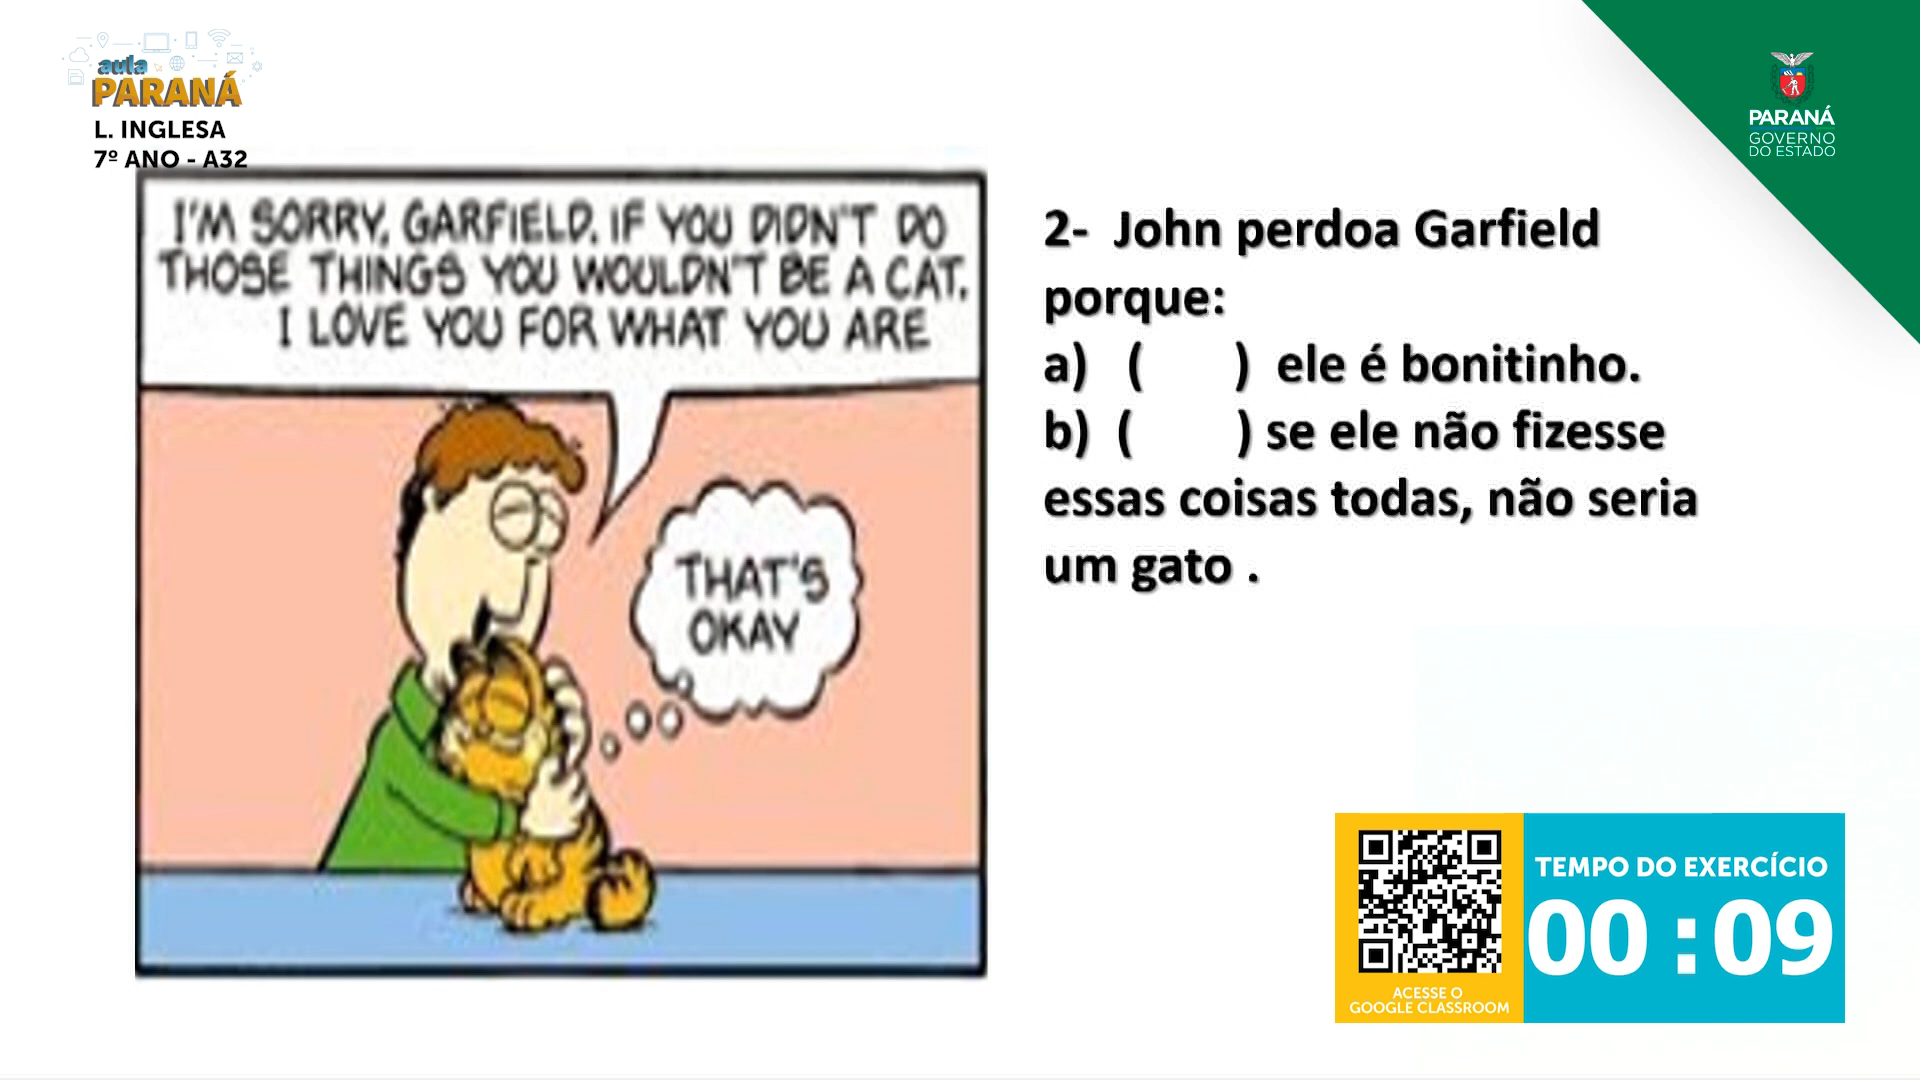 aula
PARANÁ
L. INGLESA
7º ANO - A32
PARANÁ
GOVERNO
DO ESTADO
I'M SORRY, GARFIELD. IF YOU DIDN'T DO
THOSE THINGS YOU WOULDN'T BE A CAT.
I LOVE YOU FOR WHAT YOU ARE
THAT'S
OKAY
2- John perdoa Garfield
porque:
a) ( ) ele é bonitinho.
b) ( ) se ele não fizesse
essas coisas todas, não seria
um gato .
ACESSE O
GOOGLE CLASSROOM
TEMPO DO EXERCÍCIO
00 : 09